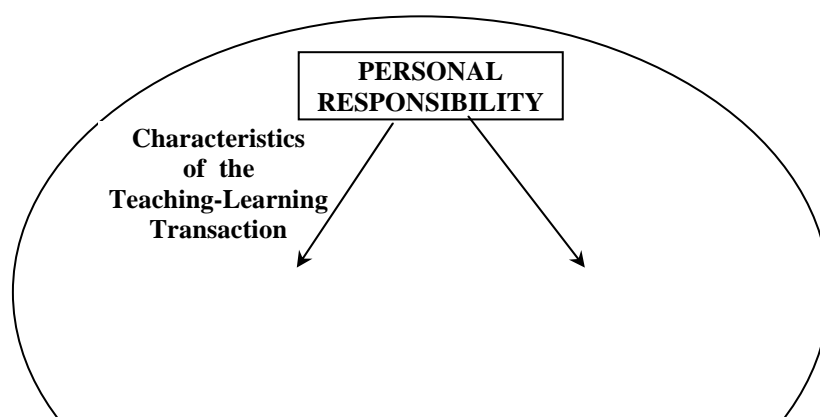 PERSONAL
RESPONSIBILITY
Characteristics
of the
Teaching-Learning
Transaction